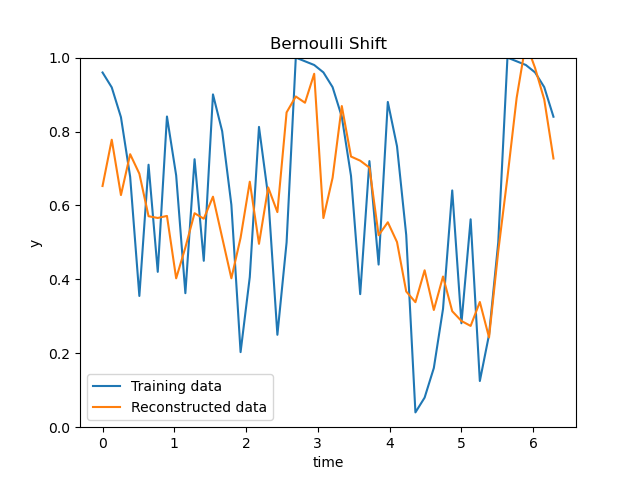 Bernoulli Shift
1.0
0.8
0.6
0.4
0.2
0.0
y
Training data
Reconstructed data
0 1 2 3 4 5 6
time